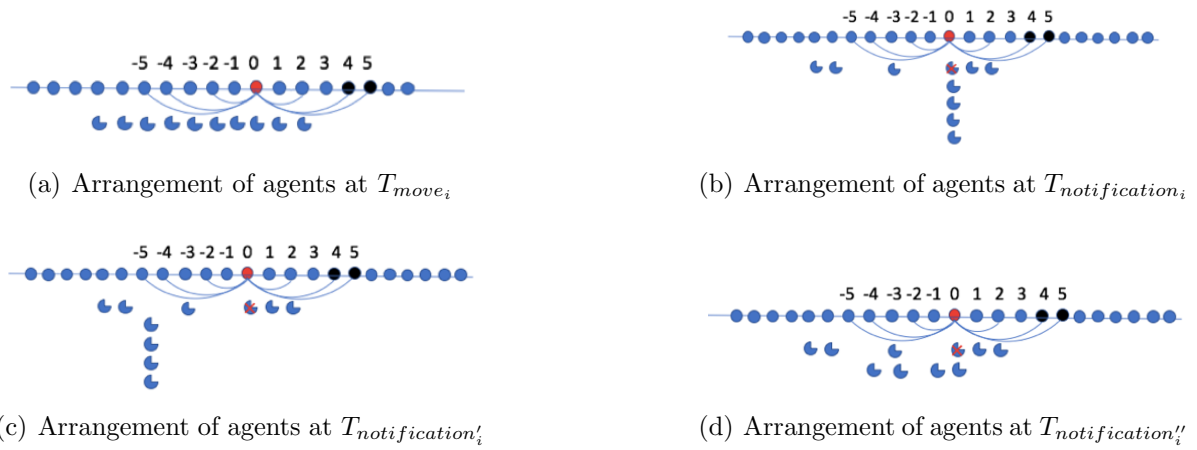 -5 -4 -3 -2 -1 0 1 2 3 4 5
(a) Arrangement of agents at T_{move_i}
-5 -4 -3 -2 -1 0 1 2 3 4 5
(b) Arrangement of agents at T_{notification_i}
-5 -4 -3 -2 -1 0 1 2 3 4 5
(c) Arrangement of agents at T_{notification'_i}
-5 -4 -3 -2 -1 0 1 2 3 4 5
(d) Arrangement of agents at T_{notification''_i}